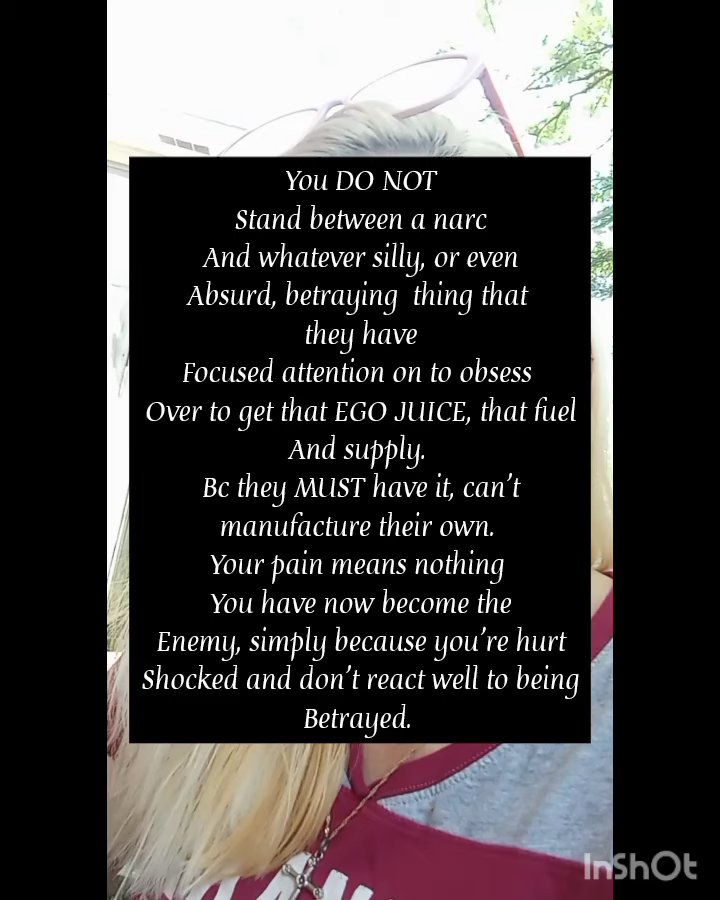 You DO NOT
Stand between a narc
And whatever silly, or even
Absurd, betraying thing that
they have
Focused attention on to obsess
Over to get that EGO JUICE, that fuel
And supply.
Bc they MUST have it, can't
manufacture their own.
Your pain means nothing
You have now become the
Enemy, simply because you're hurt
Shocked and don't react well to being
Betrayed.
InShOt